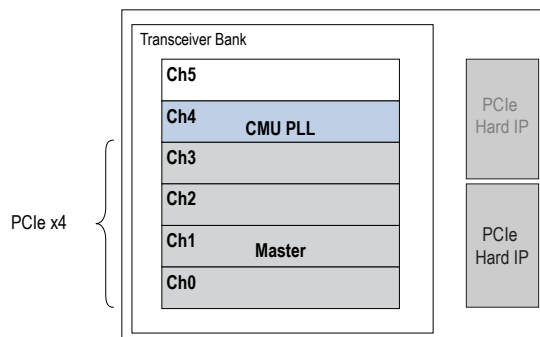 Transceiver Bank
Ch5
Ch4 CMU PLL
Ch3
Ch2
Ch1 Master
Ch0
PCIe x4
PCIe
Hard IP
PCIe
Hard IP